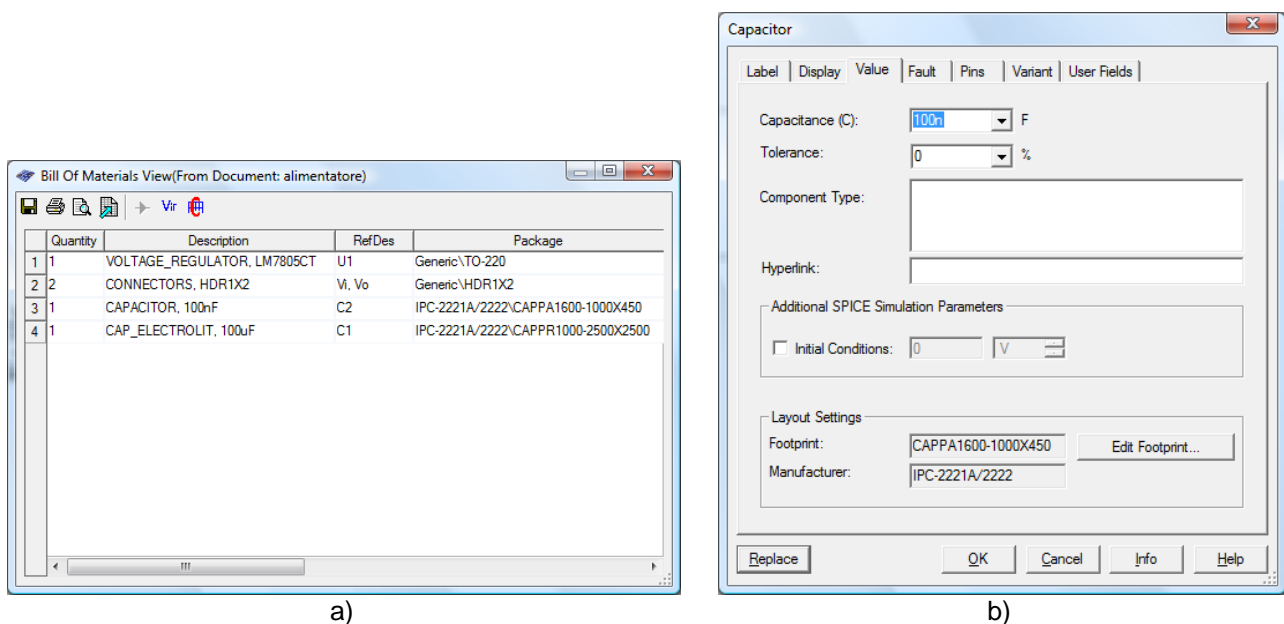 Bill Of Materials View(From Document: alimentatore)
Vir
Quantity Description RefDes Package
1 1 VOLTAGE_REGULATOR, LM7805CT U1 Generic\TO-220
2 2 CONNECTORS, HDR1X2 Vi, Vo Generic\HDR1X2
3 1 CAPACITOR, 100nF C2 IPC-2221A/2222\CAPPA1600-1000X450
4 1 CAP_ELECTROLIT, 100uF C1 IPC-2221A/2222\CAPPR1000-2500X2500
a)
Capacitor
Label Display Value Fault Pins Variant User Fields
Capacitance (C): 100n F
Tolerance: 0 %
Component Type:
Hyperlink:
Additional SPICE Simulation Parameters
Initial Conditions: 0 V
Layout Settings
Footprint: CAPPA1600-1000X450 Edit Footprint...
Manufacturer: IPC-2221A/2222
Replace OK Cancel Info Help
b)